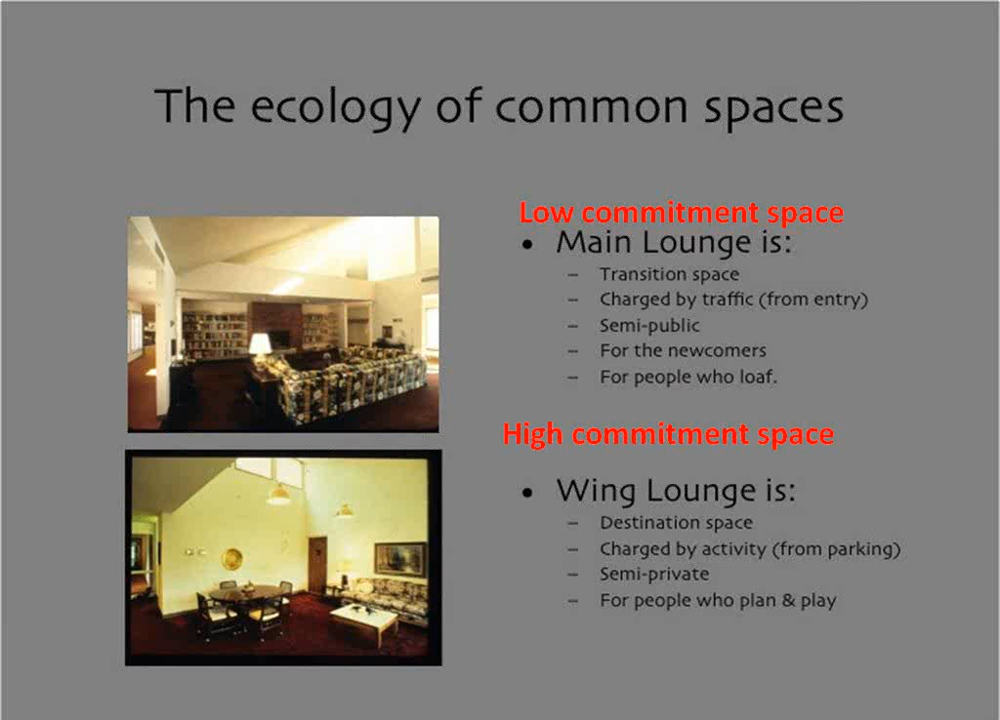 The ecology of common spaces
Low commitment space
• Main Lounge is:
– Transition space
– Charged by traffic (from entry)
– Semi-public
– For the newcomers
– For people who loaf.
High commitment space
• Wing Lounge is:
– Destination space
– Charged by activity (from parking)
– Semi-private
– For people who plan & play